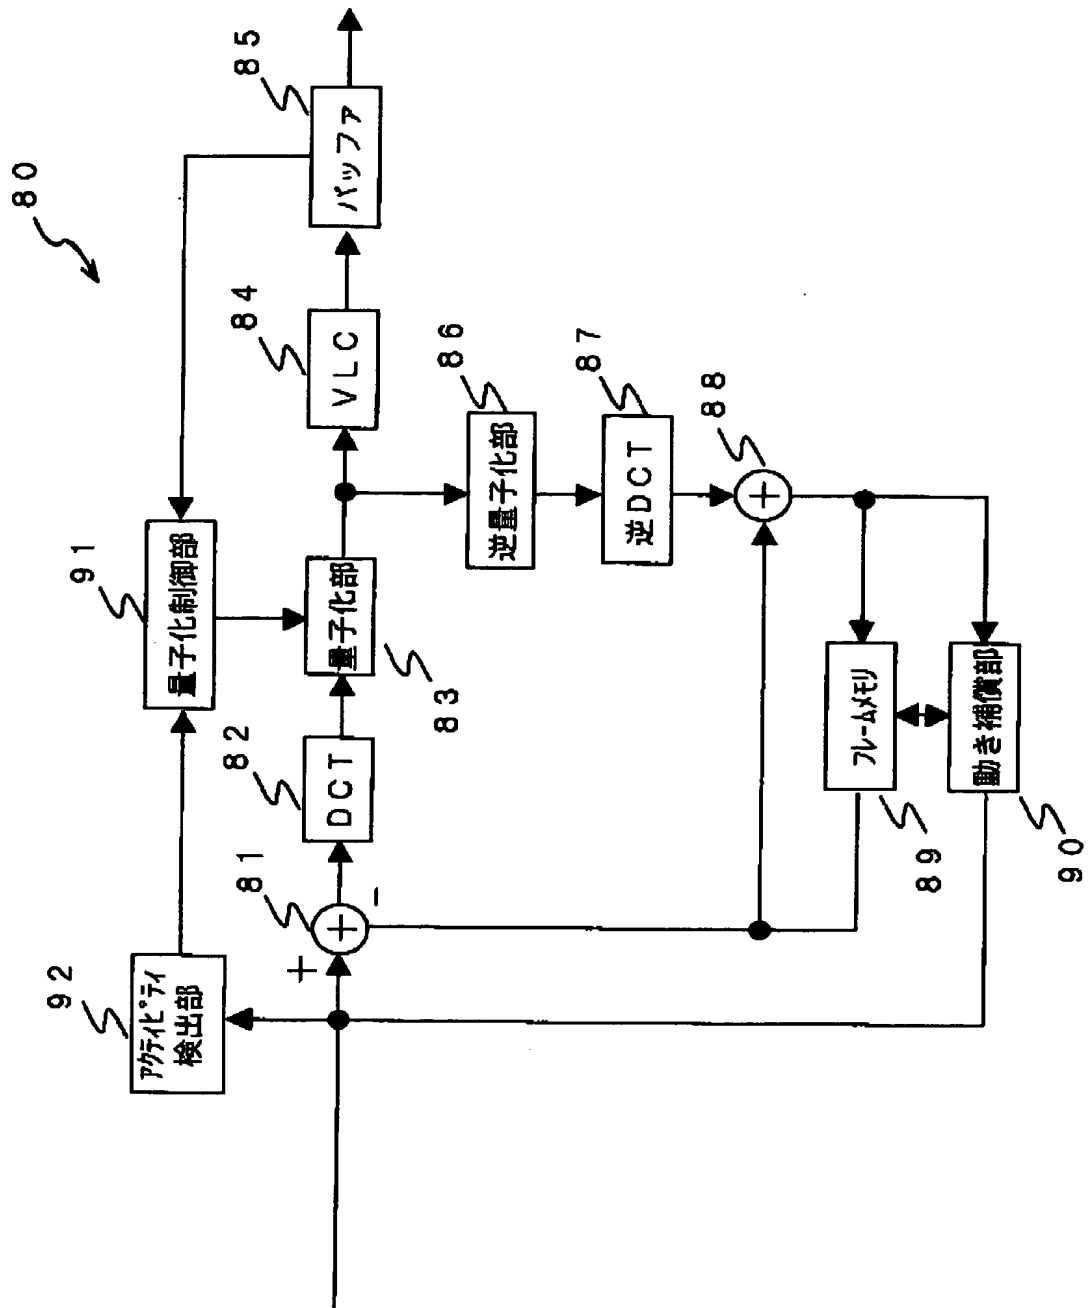 80
92
アクティビティ
検出部
91
量子化制御部
+
81
+
-
82
DCT
83
量子化部
84
VLC
85
バッファ
86
逆量子化部
87
逆DCT
88
+
89
フレームメモリ
90
動き補償部